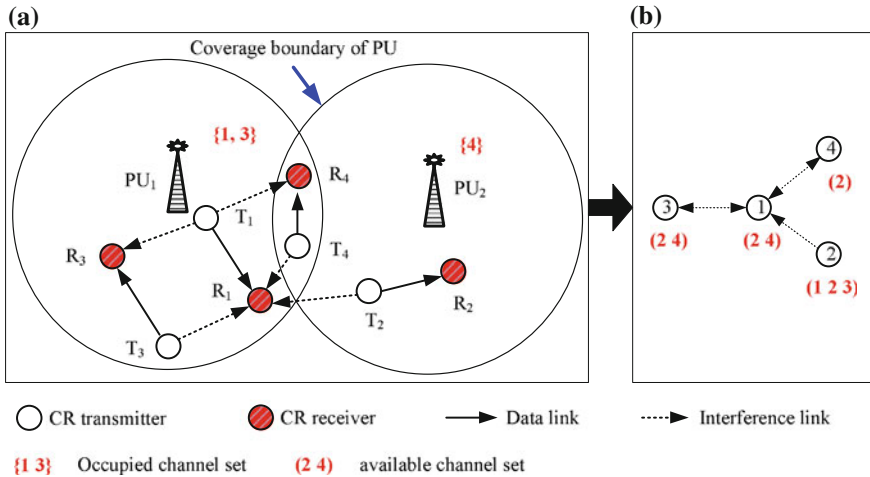 (a)
(b)
Coverage boundary of PU
{1, 3}
{4}
PU1
R4
PU2
T1
T4
R3
R1
R2
T2
T3
4
(2)
3
1
(2 4)
(2 4)
2
(1 2 3)
CR transmitter
CR receiver
Data link
Interference link
{1 3} Occupied channel set
(2 4) available channel set